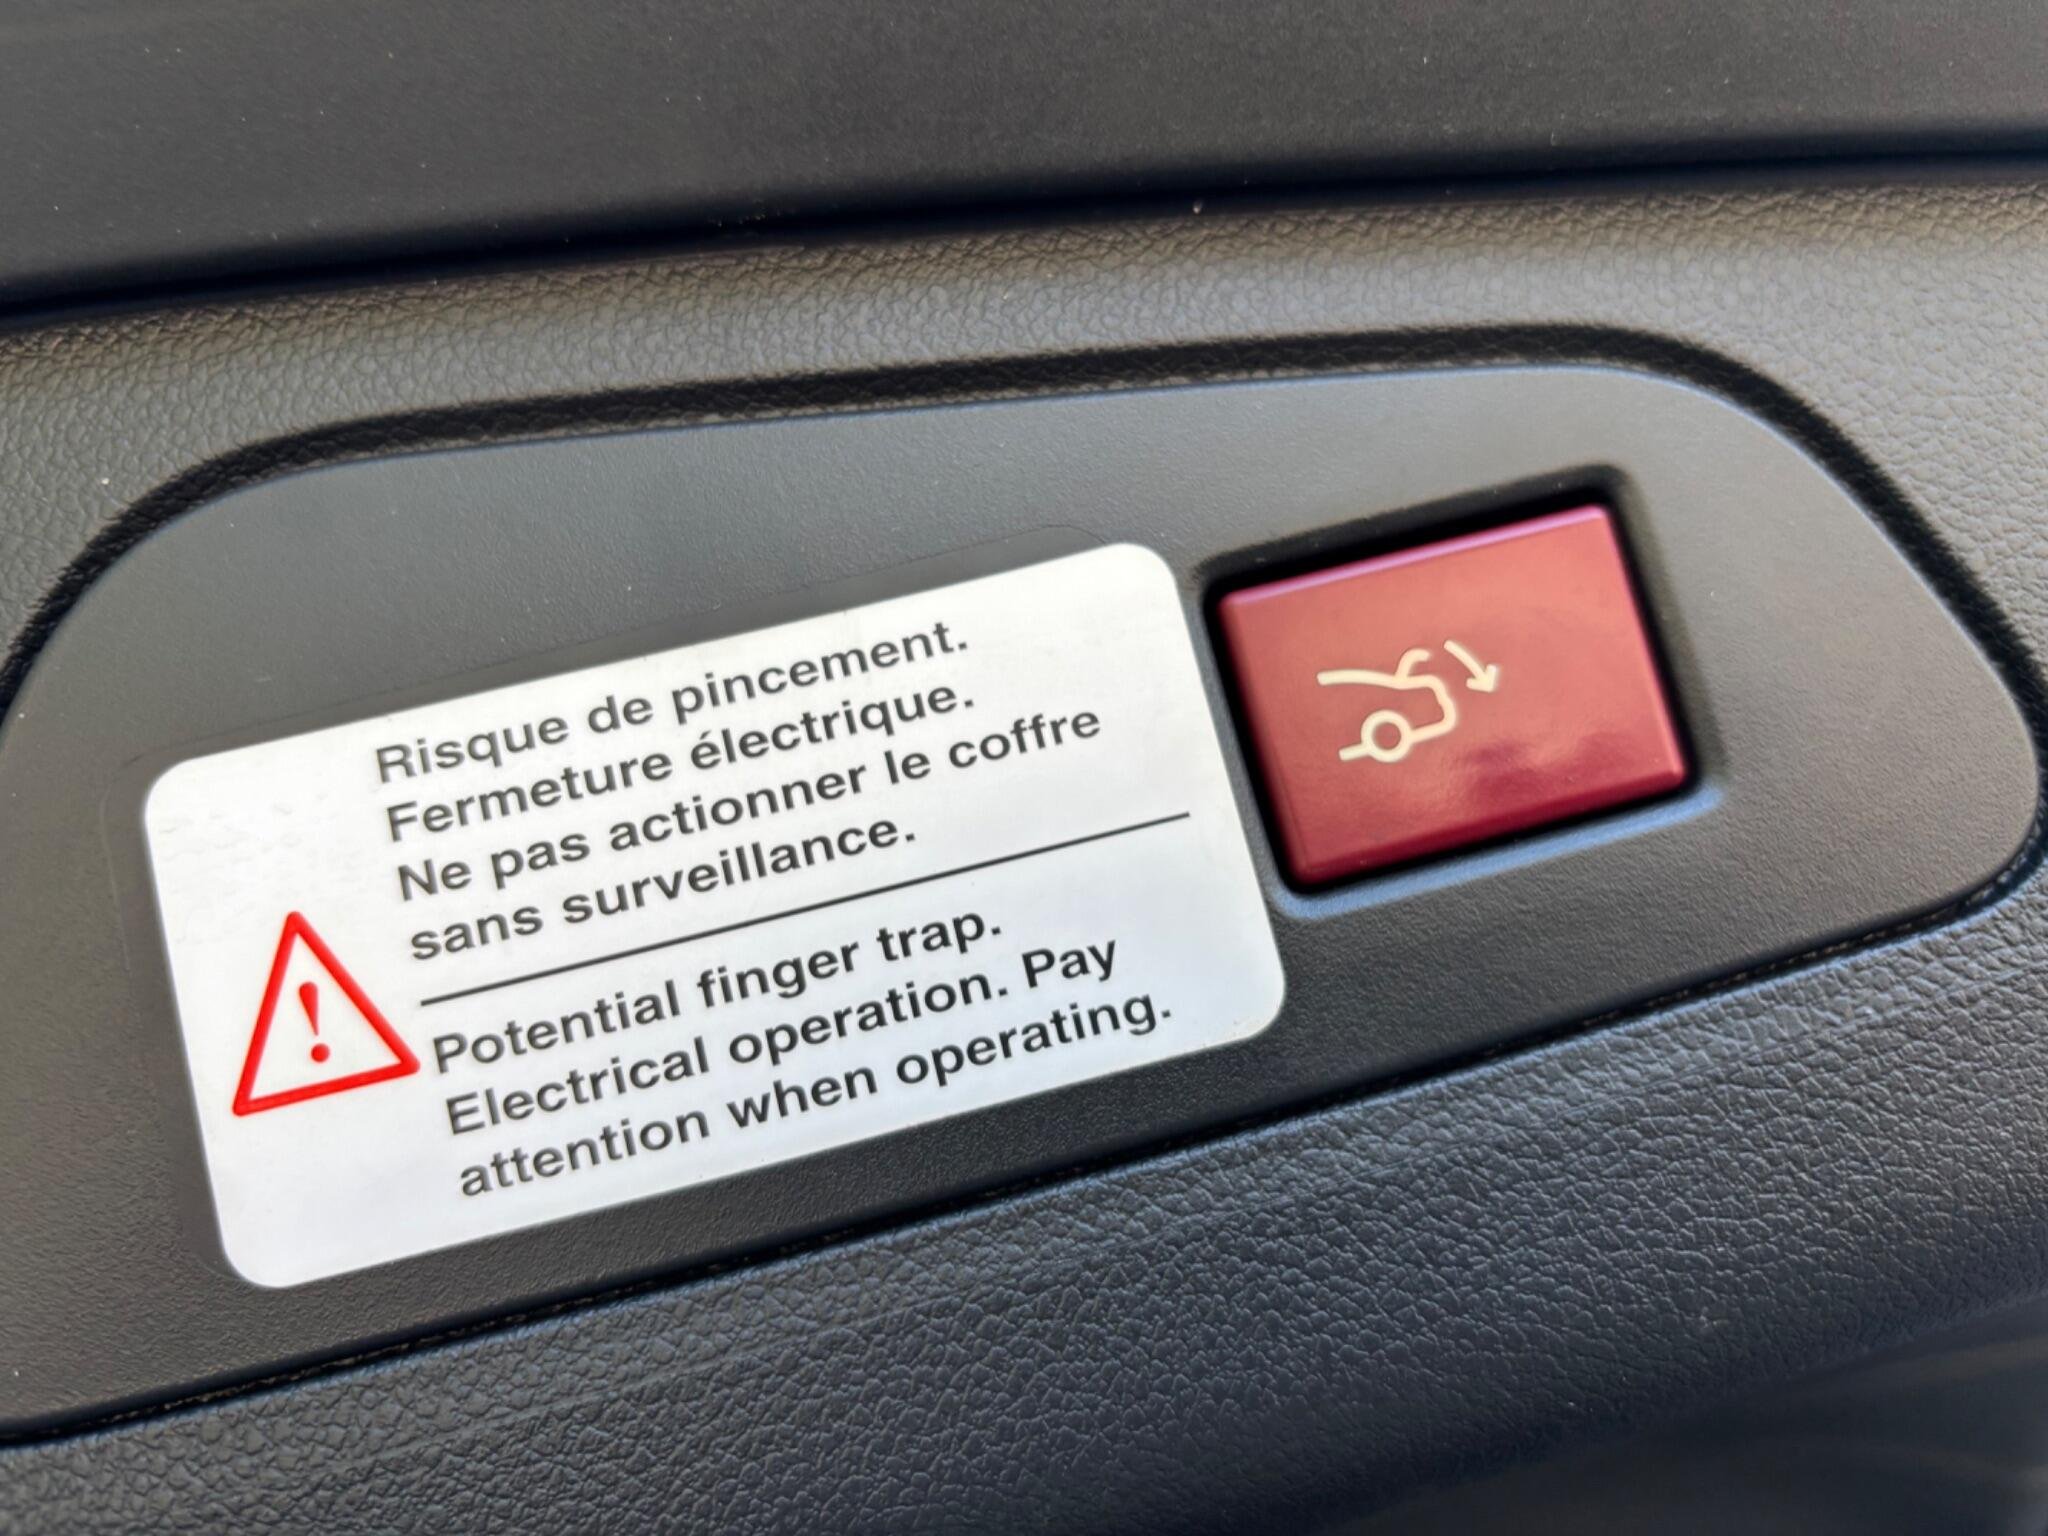 Risque de pincement.
Fermeture électrique.
Ne pas actionner le coffre
sans surveillance.
Potential finger trap.
Electrical operation. Pay
attention when operating.